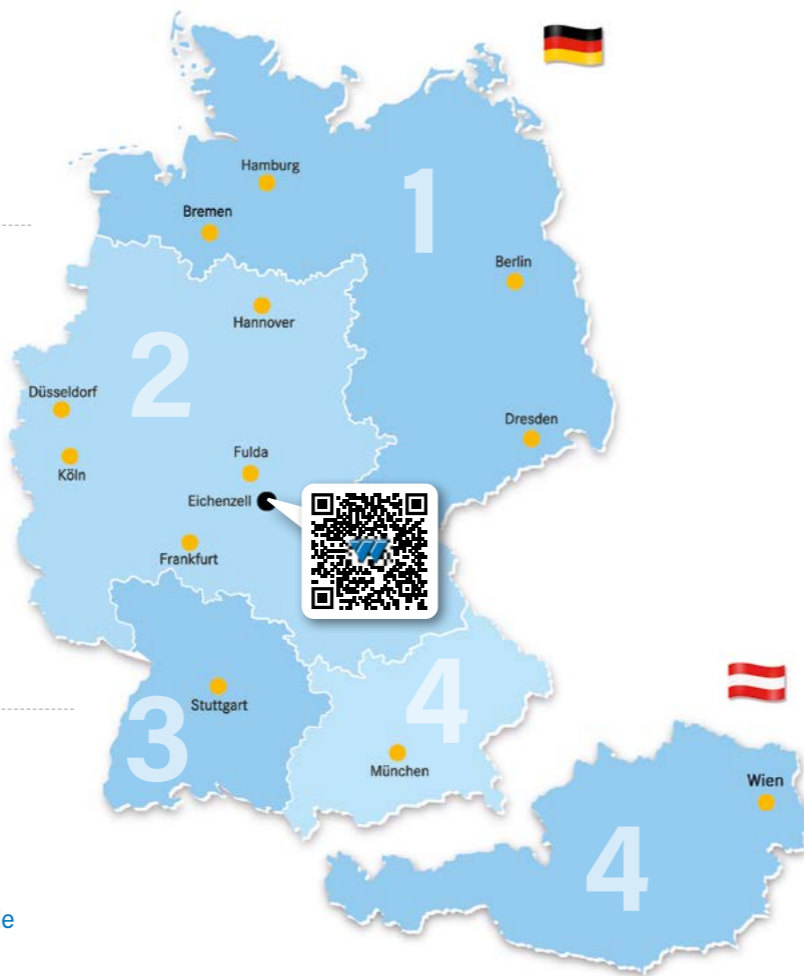 Hamburg
1
Bremen
Berlin
Hannover
2
Düsseldorf
Dresden
Köln
Fulda
Eichenzell
Frankfurt
Stuttgart
3
4
München
Wien
4
e